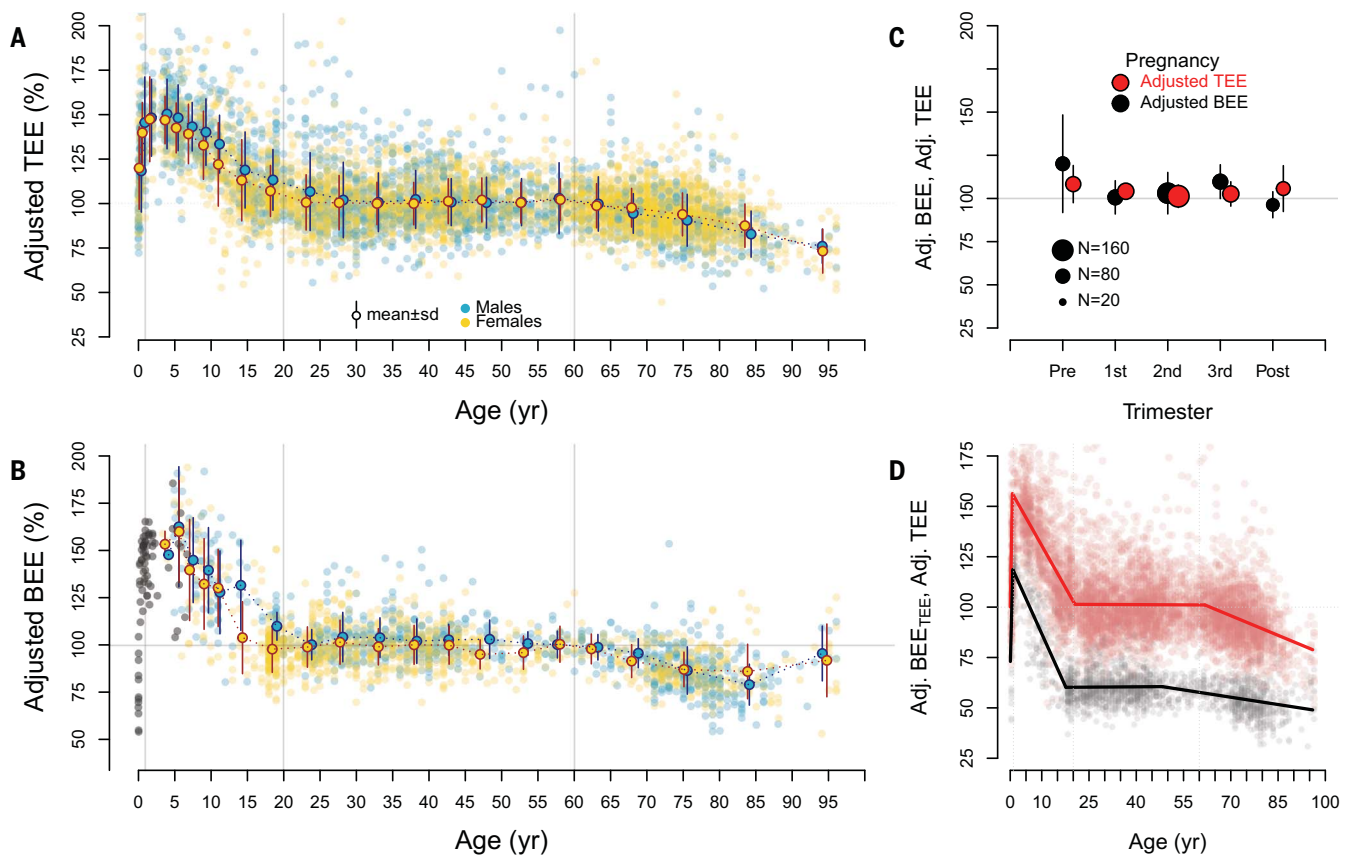 A
Adjusted TEE (%)
200
175
150
125
100
75
50
25
mean±sd
Males
Females
0 5 10 15 20 25 30 35 40 45 50 55 60 65 70 75 80 85 90 95
Age (yr)
B
Adjusted BEE (%)
200
175
150
125
100
75
50
0 5 10 15 20 25 30 35 40 45 50 55 60 65 70 75 80 85 90 95
Age (yr)
C
Adj. BEE, Adj. TEE
200
150
100
75
50
25
Pregnancy
Adjusted TEE
Adjusted BEE
N=160
N=80
N=20
Pre 1st 2nd 3rd Post
Trimester
D
Adj. BEETEE, Adj. TEE
175
150
125
100
75
50
25
0 10 25 40 55 70 85 100
Age (yr)